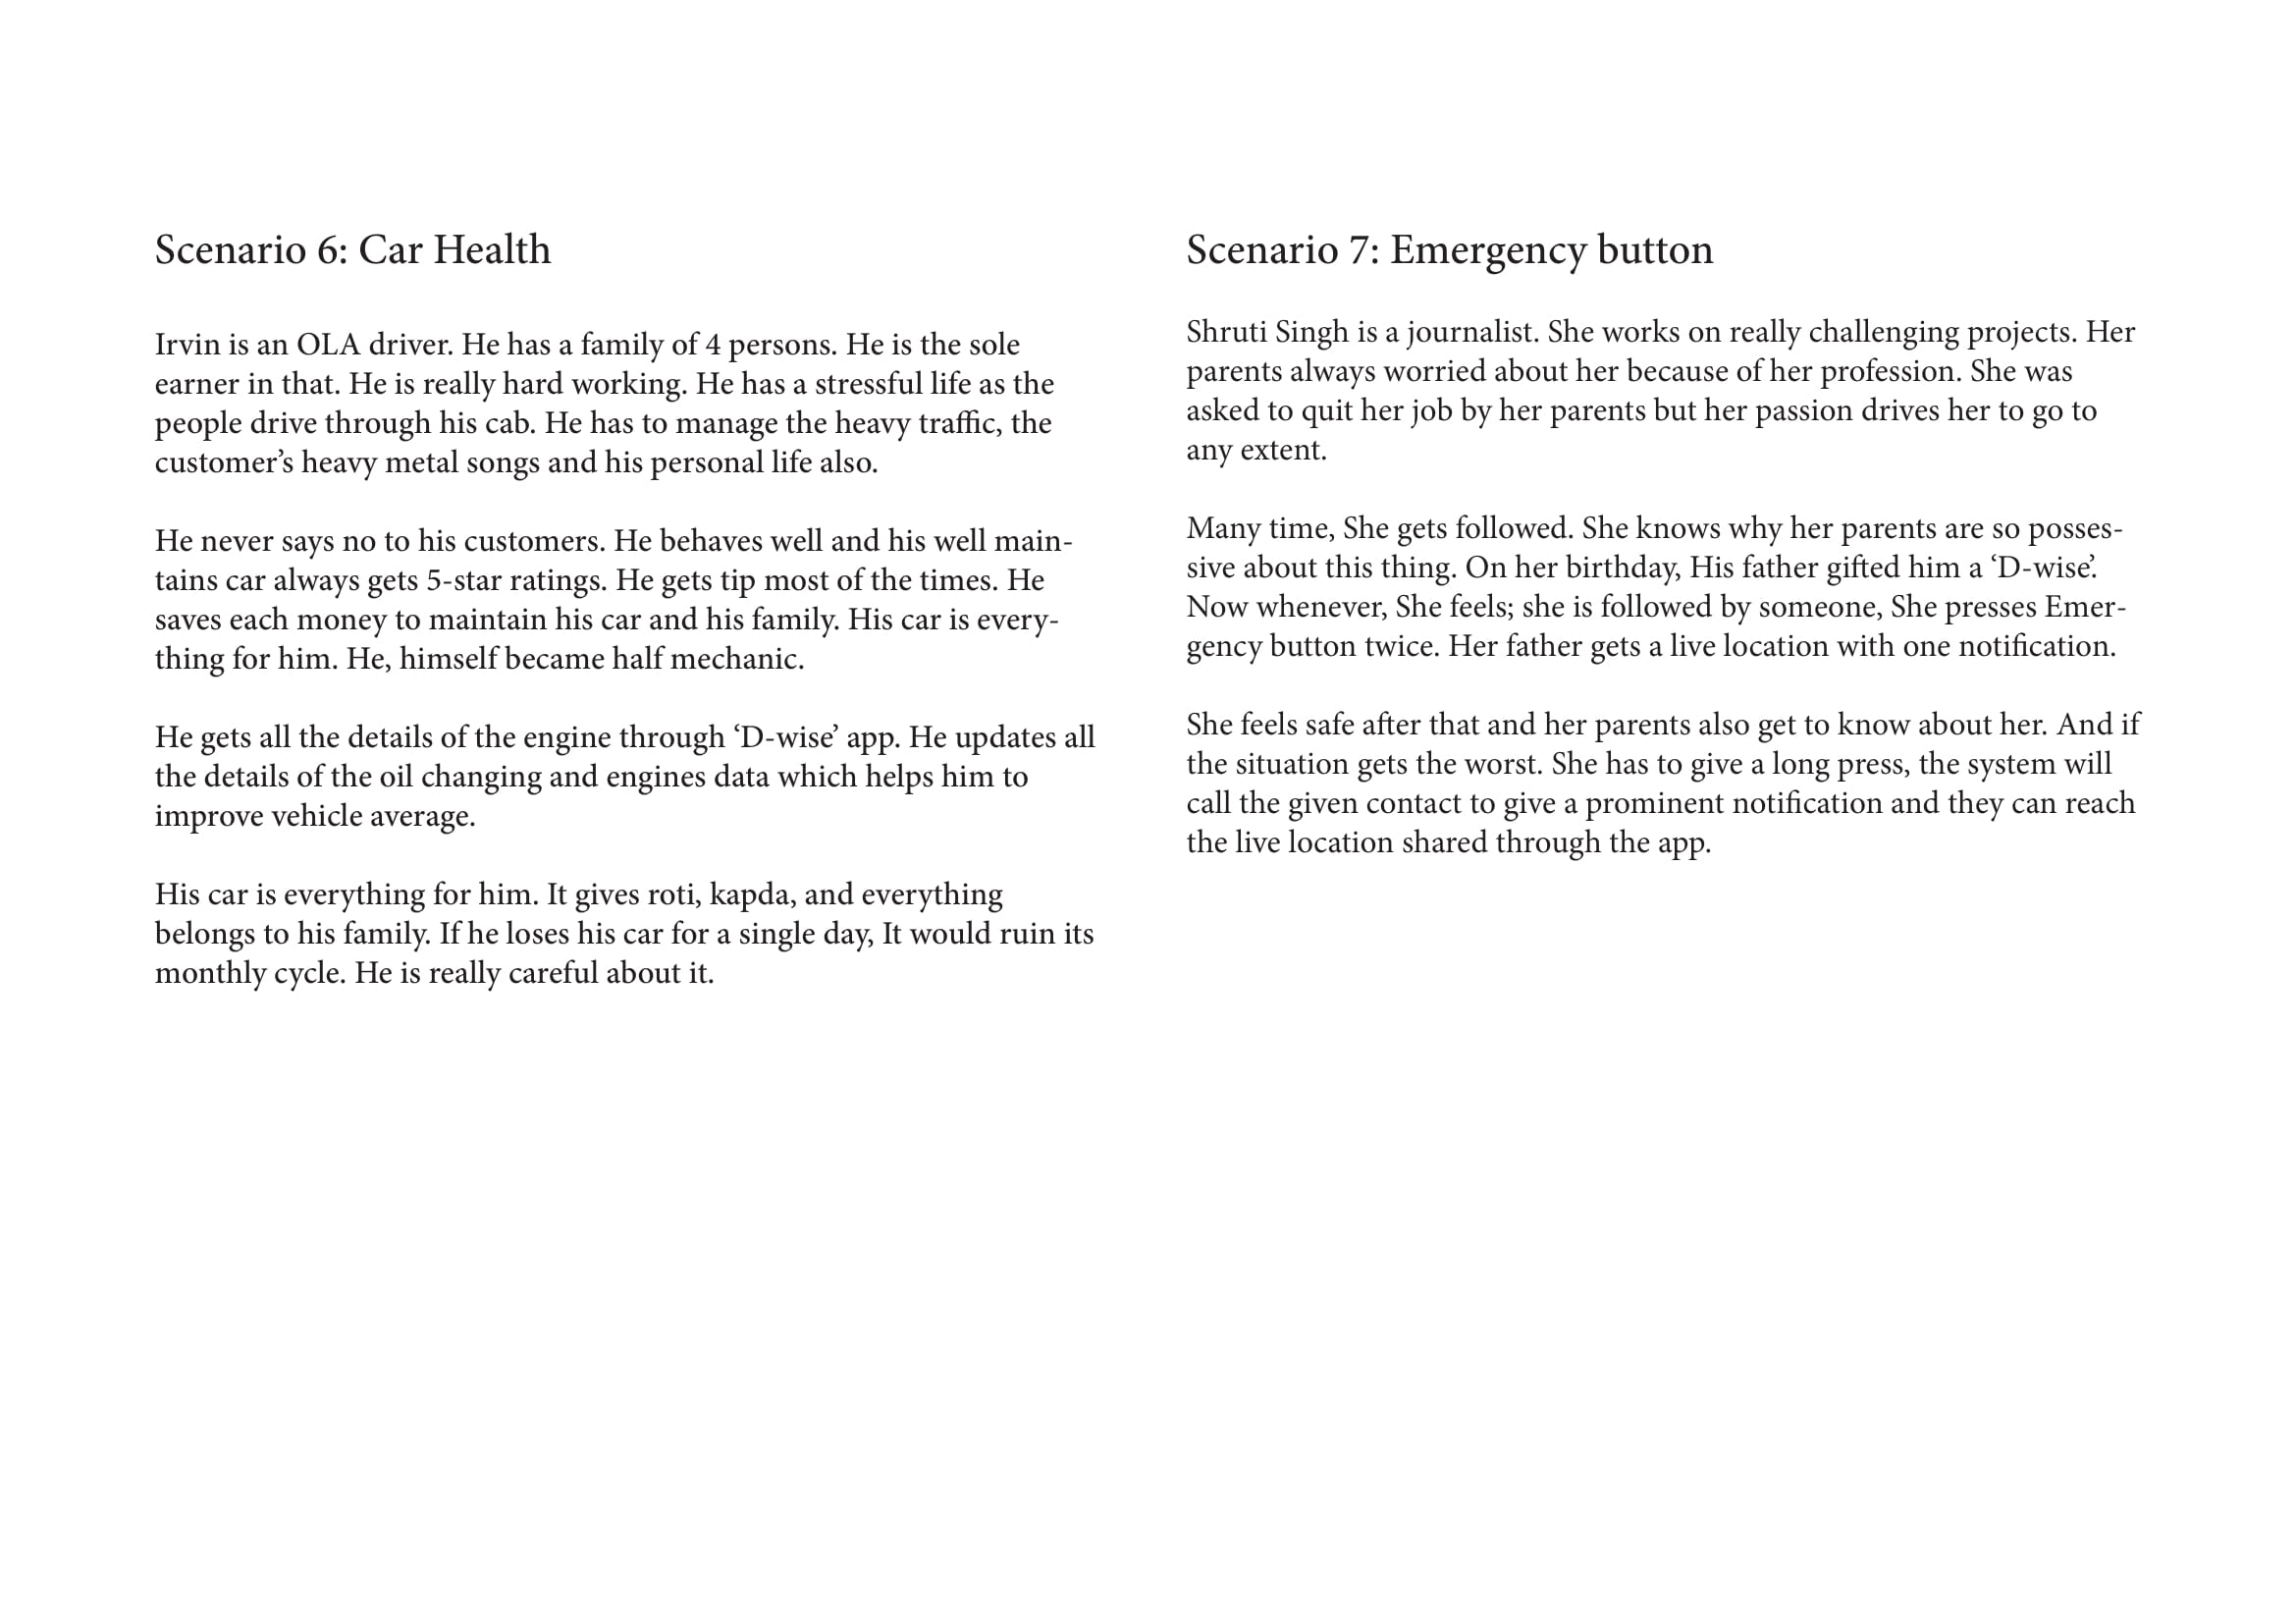 Scenario 6: Car Health
Irvin is an OLA driver. He has a family of 4 persons. He is the sole
earner in that. He is really hard working. He has a stressful life as the
people drive through his cab. He has to manage the heavy traffic, the
customer’s heavy metal songs and his personal life also.
He never says no to his customers. He behaves well and his well main-
tains car always gets 5-star ratings. He gets tip most of the times. He
saves each money to maintain his car and his family. His car is every-
thing for him. He, himself became half mechanic.
He gets all the details of the engine through ‘D-wise’ app. He updates all
the details of the oil changing and engines data which helps him to
improve vehicle average.
His car is everything for him. It gives roti, kapda, and everything
belongs to his family. If he loses his car for a single day, It would ruin its
monthly cycle. He is really careful about it.
Scenario 7: Emergency button
Shruti Singh is a journalist. She works on really challenging projects. Her
parents always worried about her because of her profession. She was
asked to quit her job by her parents but her passion drives her to go to
any extent.
Many time, She gets followed. She knows why her parents are so posses-
sive about this thing. On her birthday, His father gifted him a ‘D-wise’.
Now whenever, She feels; she is followed by someone, She presses Emer-
gency button twice. Her father gets a live location with one notification.
She feels safe after that and her parents also get to know about her. And if
the situation gets the worst. She has to give a long press, the system will
call the given contact to give a prominent notification and they can reach
the live location shared through the app.